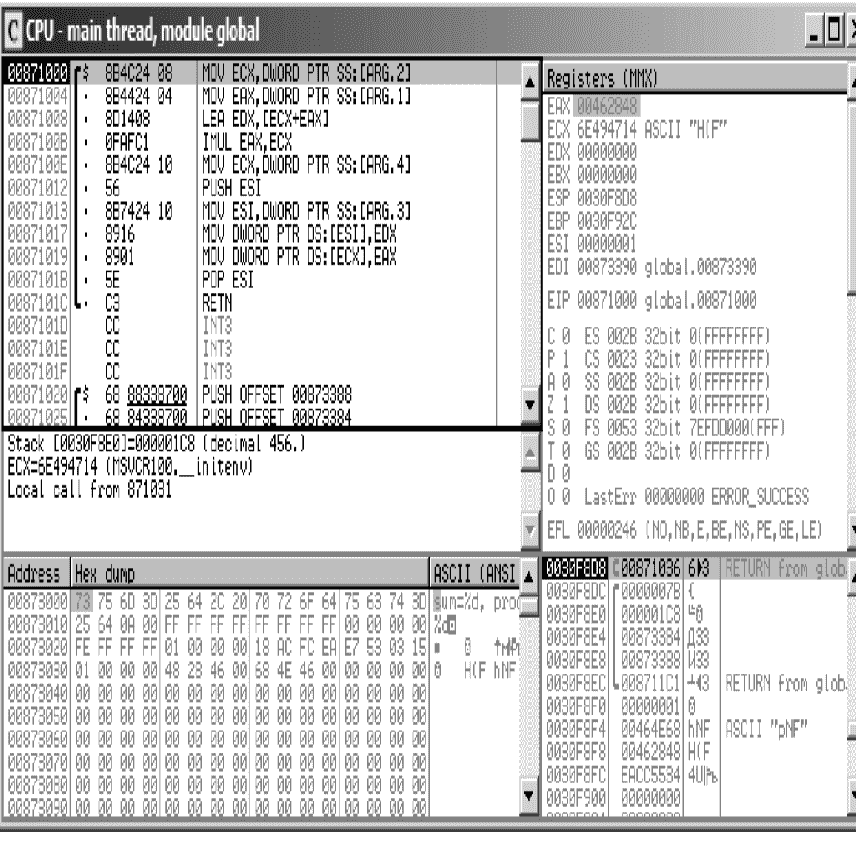 C CPU - main thread, module global
00871000 8B4C24 08 MOV ECX,DWORD PTR SS:[ARG.2]
00871004 8B4424 04 MOV EAX,DWORD PTR SS:[ARG.1]
00871008 8D1408 LEA EDX,[ECX+EAX]
0087100B 0FAFC1 IMUL EAX,ECX
0087100E 8B4C24 10 MOV ECX,DWORD PTR SS:[ARG.4]
00871012 56 PUSH ESI
00871013 8B7424 10 MOV ESI,DWORD PTR SS:[ARG.3]
00871017 8916 MOV DWORD PTR DS:[ESI],EDX
00871019 8901 MOV DWORD PTR DS:[ECX],EAX
0087101B 5E POP ESI
0087101C C3 RETN
0087101D CC INT3
0087101E CC INT3
0087101F CC INT3
00871020 68 88338700 PUSH OFFSET 00873388
00871025 68 84338700 PUSH OFFSET 00873384
Stack [0030F8E0]=000001C8 (decimal 456.)
ECX=6E494714 (MSVCR100.__initenv)
Local call from 871031
Registers (MMX)
EAX 00462848
ECX 6E494714 ASCII "H(F"
EDX 00000000
EBX 00000000
ESP 0030F8D8
EBP 0030F92C
ESI 00000001
EDI 00873390 global.00873390
EIP 00871000 global.00871000
C 0 ES 002B 32bit 0(FFFFFFFF)
P 1 CS 0023 32bit 0(FFFFFFFF)
A 0 SS 002B 32bit 0(FFFFFFFF)
Z 1 DS 002B 32bit 0(FFFFFFFF)
S 0 FS 0053 32bit 7EFDD000(FFF)
T 0 GS 002B 32bit 0(FFFFFFFF)
D 0
O 0 LastErr 00000000 ERROR_SUCCESS
EFL 00000246 (NO,NB,E,BE,NS,PE,GE,LE)
Address Hex dump ASCII (ANSI
00873000 73 75 6D 3D 25 64 2C 20 70 72 6F 64 75 63 74 3D sum=%d, prod
00873010 25 64 0A 00 FF FF FF FF FF FF FF FF 00 00 00 00 %d
00873020 FE FF FF FF 01 00 00 00 18 AC FC EA E7 53 03 15
00873030 01 00 00 00 48 28 46 00 68 4E 46 00 00 00 00 00 H(F hNF
00873040 00 00 00 00 00 00 00 00 00 00 00 00 00 00 00 00
00873050 00 00 00 00 00 00 00 00 00 00 00 00 00 00 00 00
00873060 00 00 00 00 00 00 00 00 00 00 00 00 00 00 00 00
00873070 00 00 00 00 00 00 00 00 00 00 00 00 00 00 00 00
00873080 00 00 00 00 00 00 00 00 00 00 00 00 00 00 00 00
00873090 00 00 00 00 00 00 00 00 00 00 00 00 00 00 00 00
0030F8D8 00871036 RETURN from glob
0030F8DC 0000007B {
0030F8E0 000001C8
0030F8E4 00873384 Д33
0030F8E8 00873388 И33
0030F8EC 008711C1 RETURN from glob
0030F8F0 00000001
0030F8F4 00464E68 hNF ASCII "pNF"
0030F8F8 00462848 H(F
0030F8FC EACC5534
0030F900 00000000